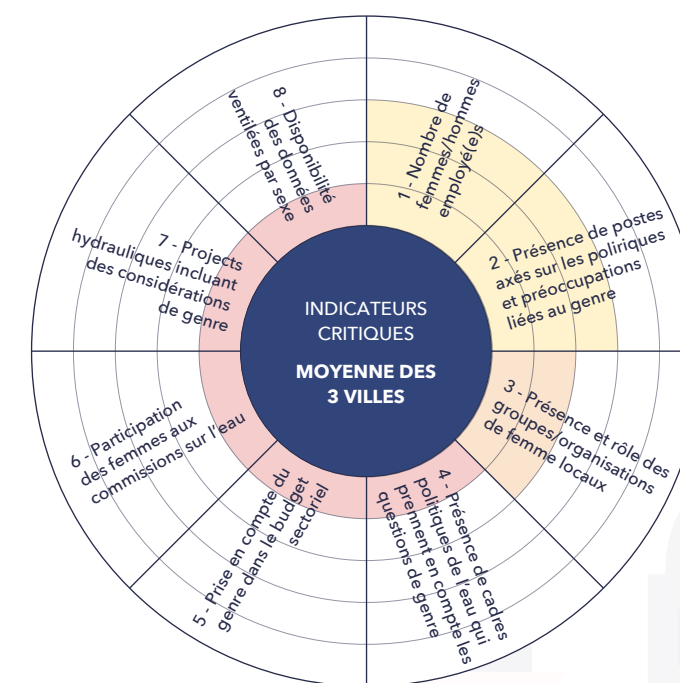 INDICATEURS
CRITIQUES
MOYENNE DES
3 VILLES
1 - Nombre de
femmes/hommes
employé(e)s
2 - Présence de postes
axés sur les poliriques
et préoccupations
liées au genre
3 - Présence et rôle des
groupes/organisations
de femme locaux
4 - Présence de cadres
politiques de l'eau qui
prennent en compte les
questions de genre
5 - Prise en compte du
genre dans le budget
sectoriel
6 - Participation
des femmes aux
commissions sur l'eau
7 - Projects
hydrauliques incluant
des considérations
de genre
8 - Disponibilité
des données
ventilées par sexe